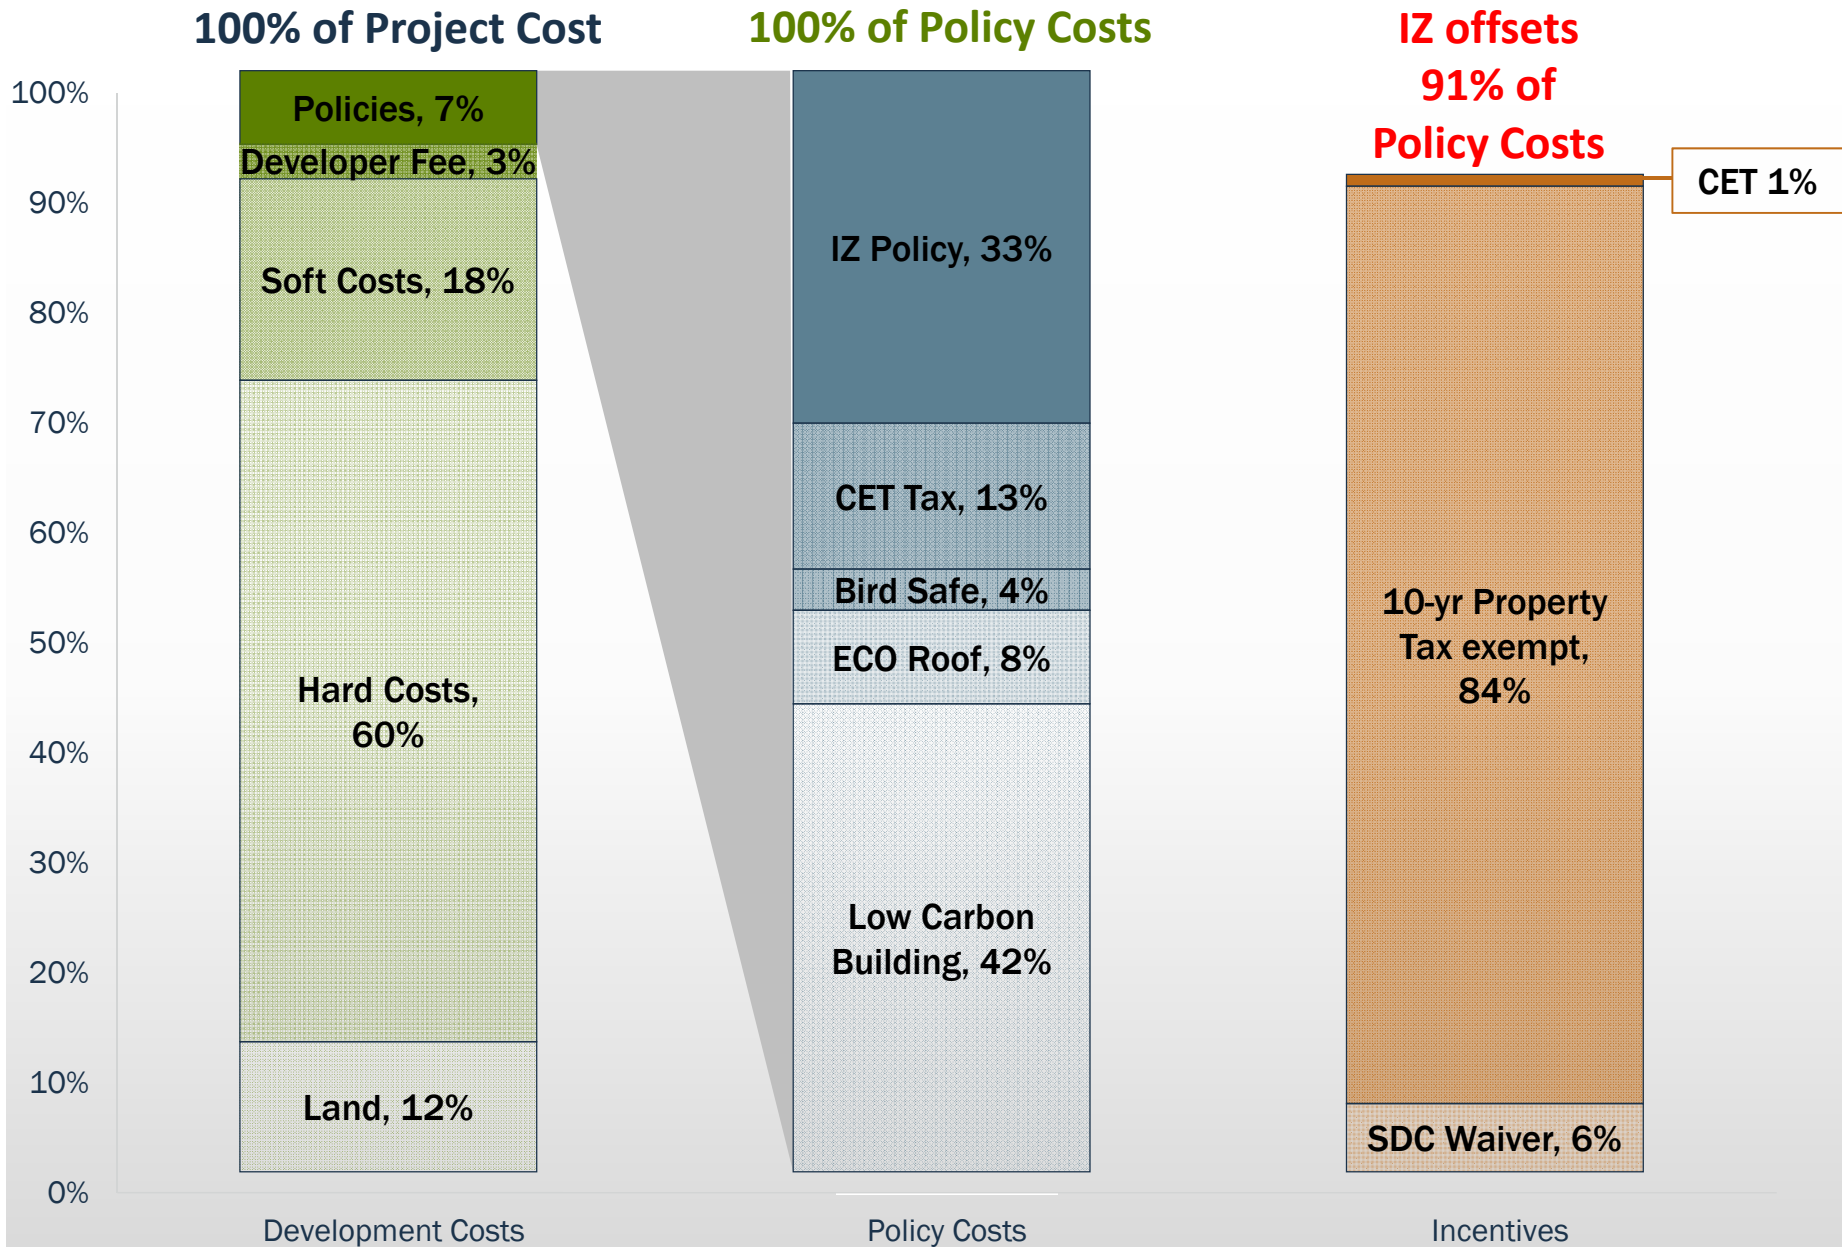 100% of Project Cost
100% of Policy Costs
IZ offsets
91% of
Policy Costs
100%
90%
80%
70%
60%
50%
40%
30%
20%
10%
0%
Policies, 7%
Developer Fee, 3%
Soft Costs, 18%
Hard Costs,
60%
Land, 12%
IZ Policy, 33%
CET Tax, 13%
Bird Safe, 4%
ECO Roof, 8%
Low Carbon
Building, 42%
CET 1%
10-yr Property
Tax exempt,
84%
SDC Waiver, 6%
Development Costs
Policy Costs
Incentives